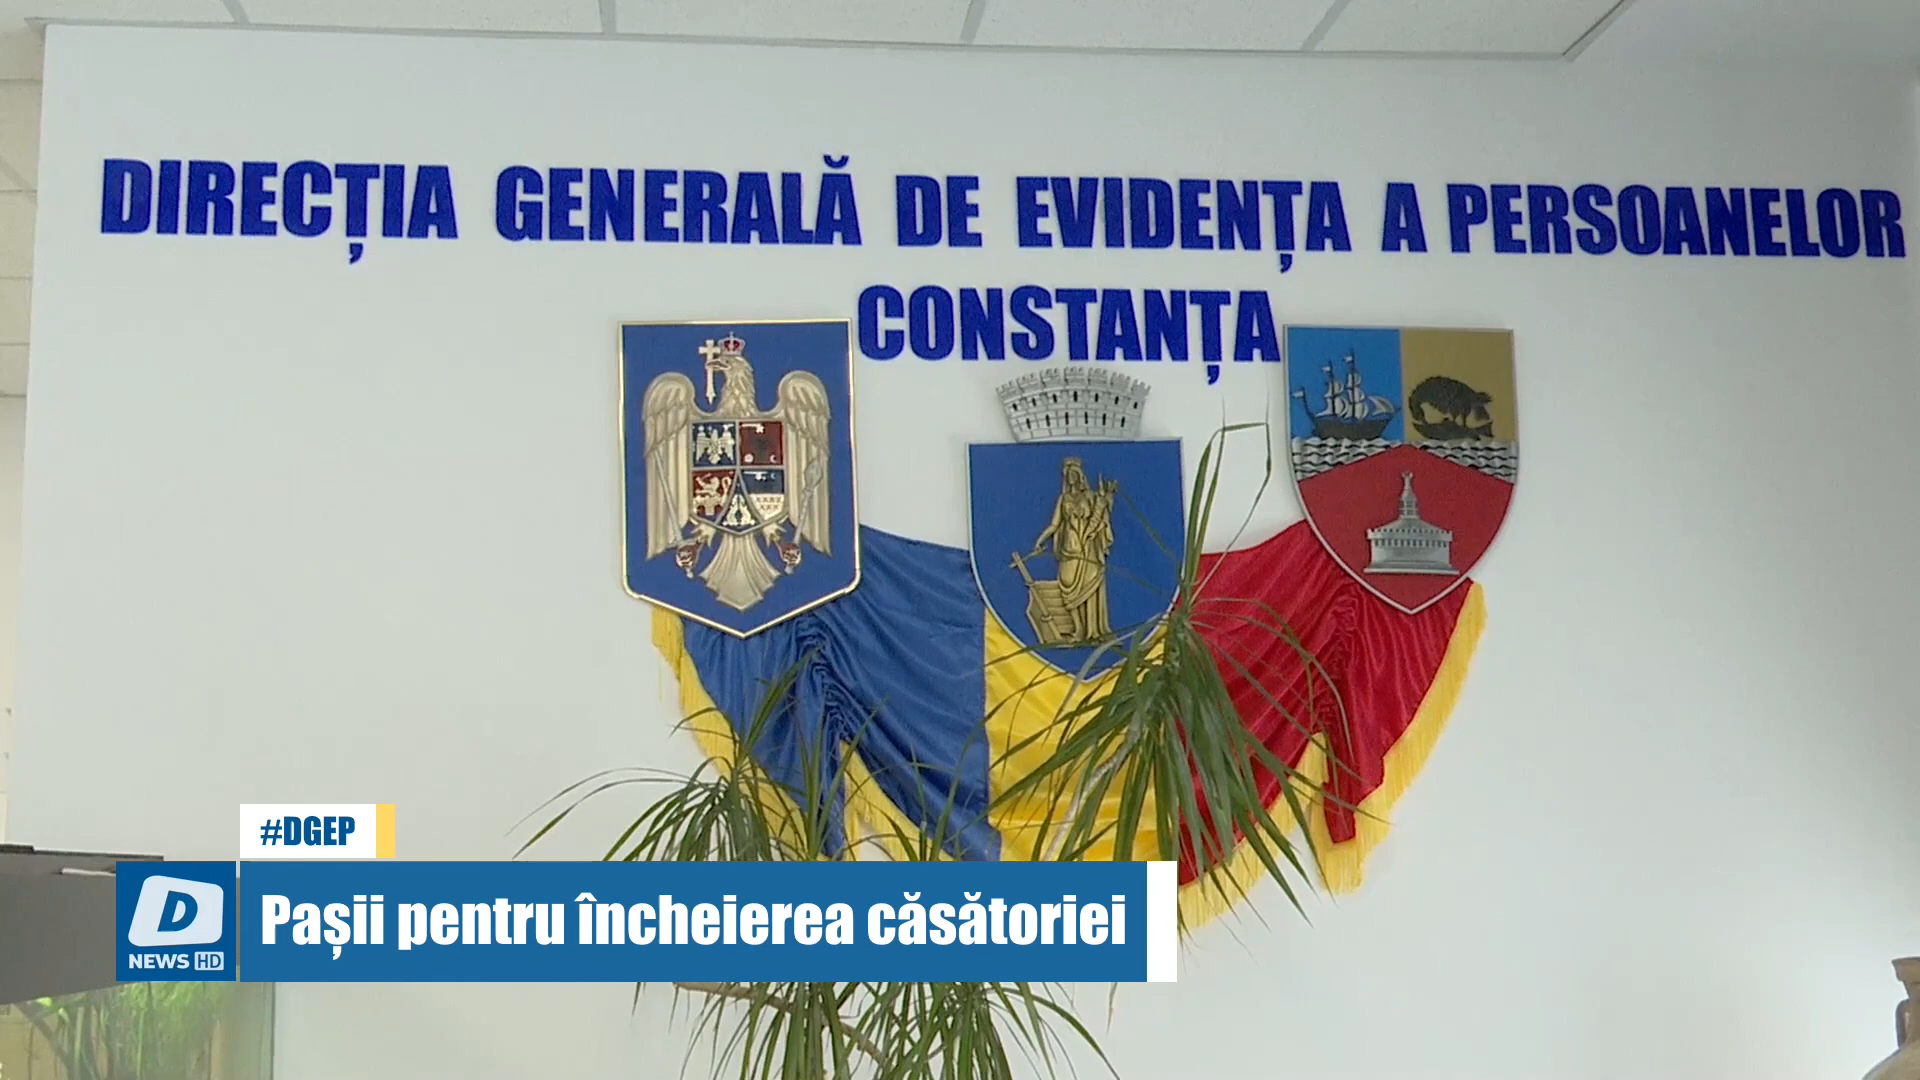 DIRECȚIA GENERALĂ DE EVIDENȚA A PERSOANELOR
CONSTANȚA
#DGEP
D
NEWS HD
Pașii pentru încheierea căsătoriei